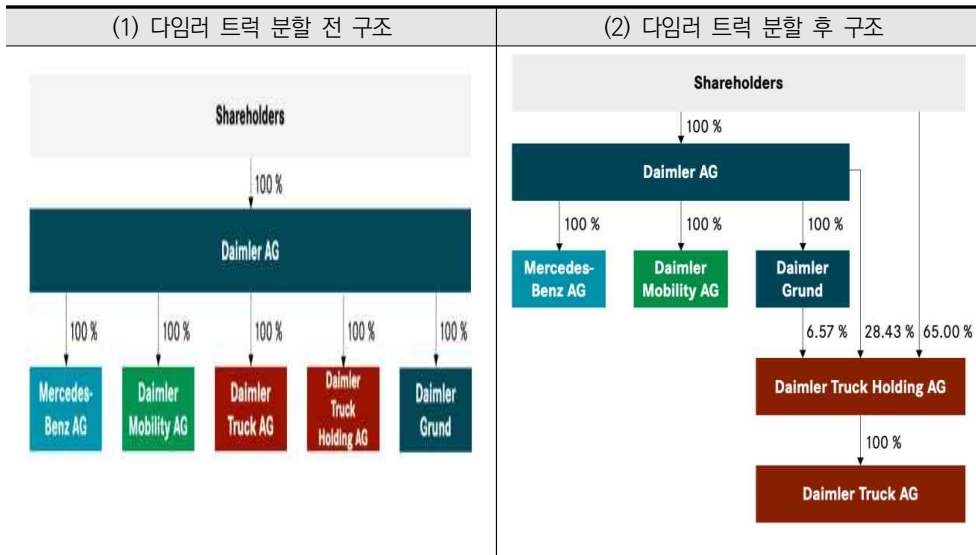 (1) 다임러 트럭 분할 전 구조
Shareholders
100 %
Daimler AG
100 %
100 %
100 %
100 %
100 %
Mercedes-
Benz AG
Daimler
Mobility AG
Daimler
Truck AG
Daimler
Truck
Holding AG
Daimler
Grund
(2) 다임러 트럭 분할 후 구조
Shareholders
100 %
Daimler AG
100 %
100 %
100 %
Mercedes-
Benz AG
Daimler
Mobility AG
Daimler
Grund
6.57 %
28.43 %
65.00 %
Daimler Truck Holding AG
100 %
Daimler Truck AG